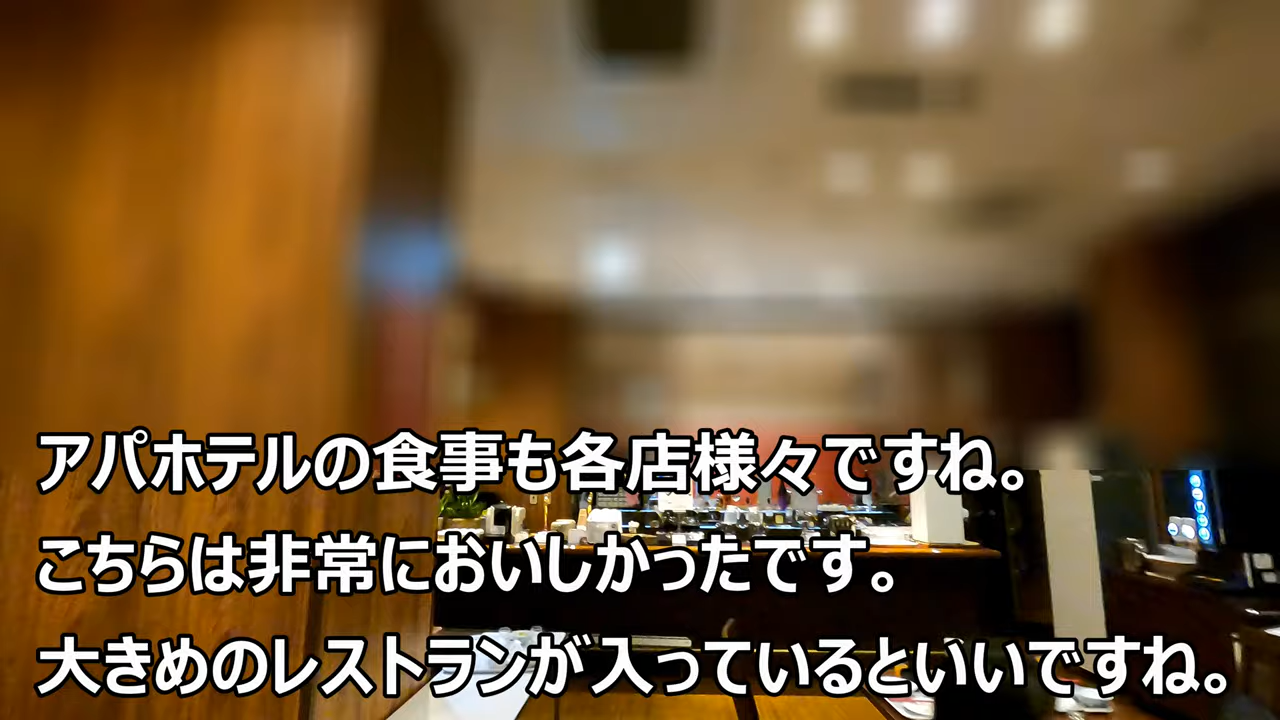 アパホテルの食事も各店様々ですね。
こちらは非常においしかったです。
大きめのレストランが入っているといいですね。